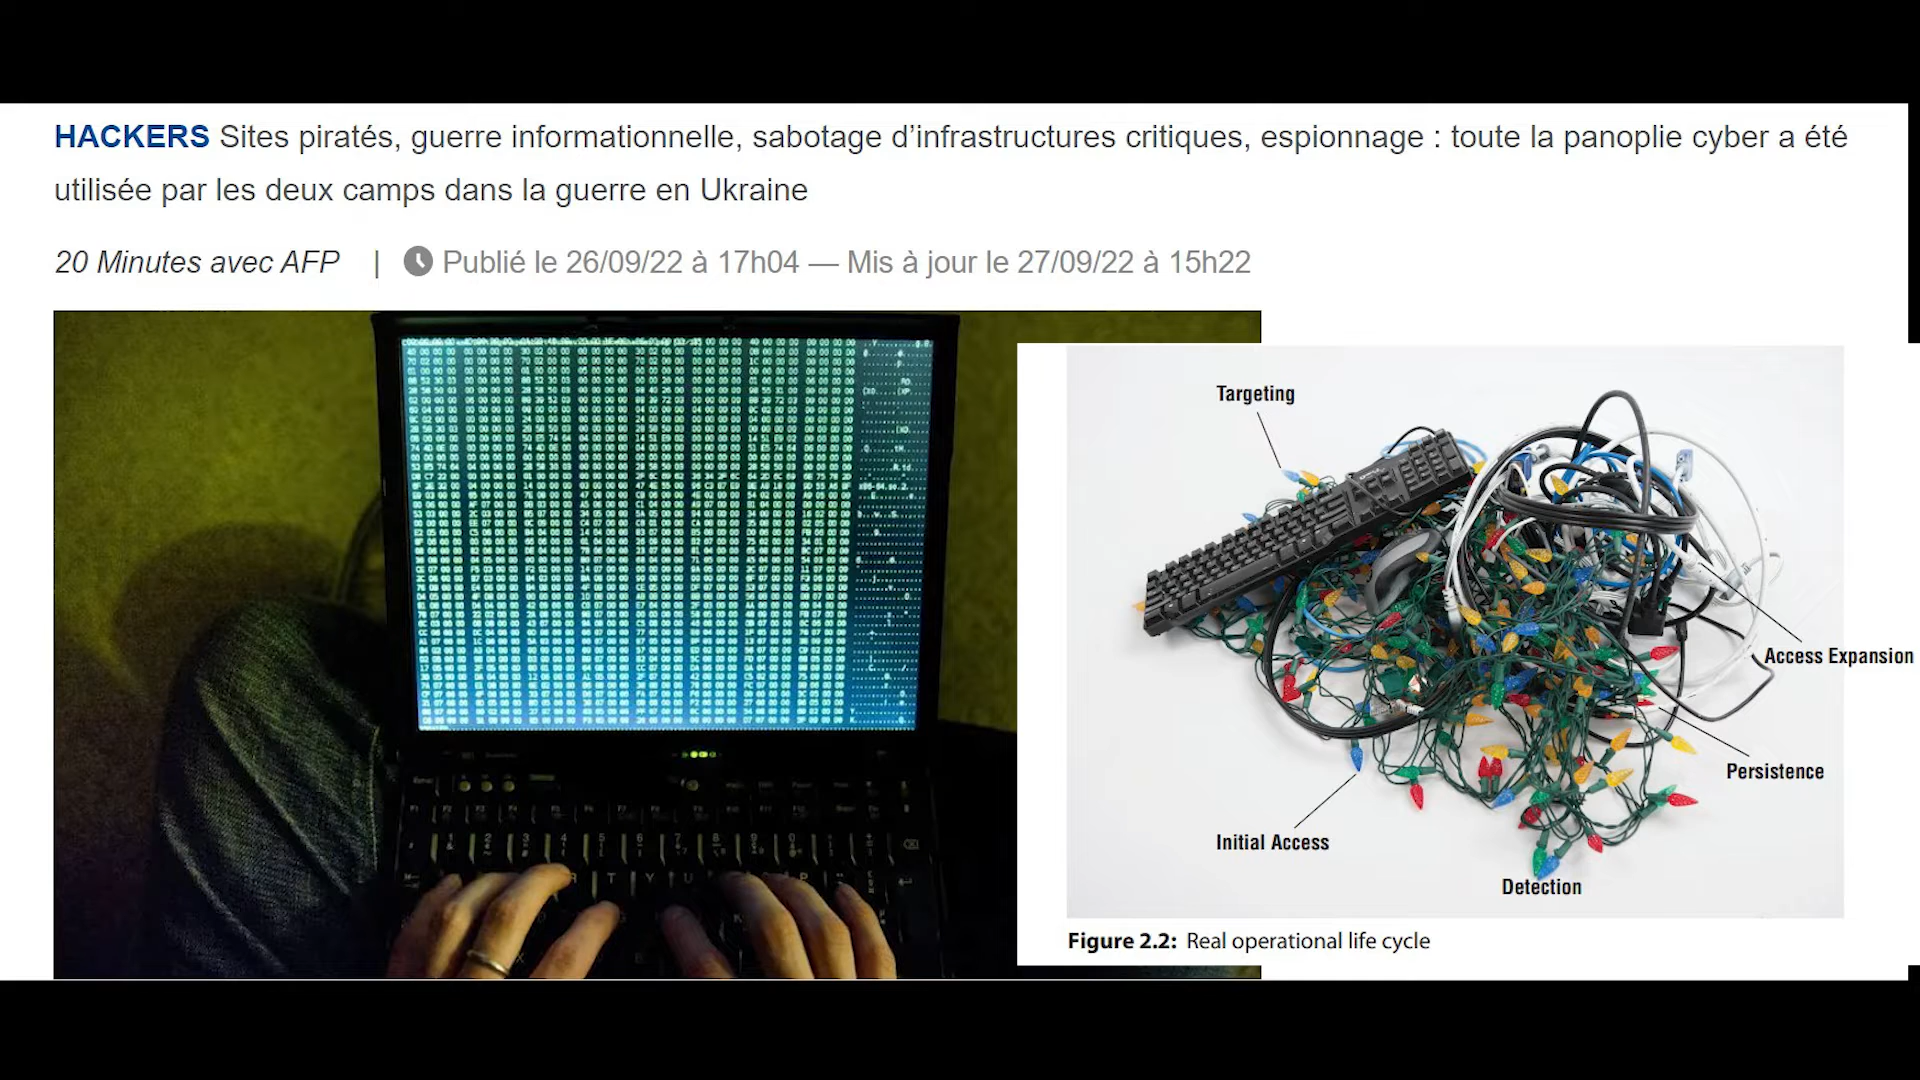 HACKERS Sites piratés, guerre informationnelle, sabotage d’infrastructures critiques, espionnage : toute la panoplie cyber a été
utilisée par les deux camps dans la guerre en Ukraine
20 Minutes avec AFP | Publié le 26/09/22 à 17h04 — Mis à jour le 27/09/22 à 15h22
Targeting
Access Expansion
Persistence
Initial Access
Detection
Figure 2.2: Real operational life cycle